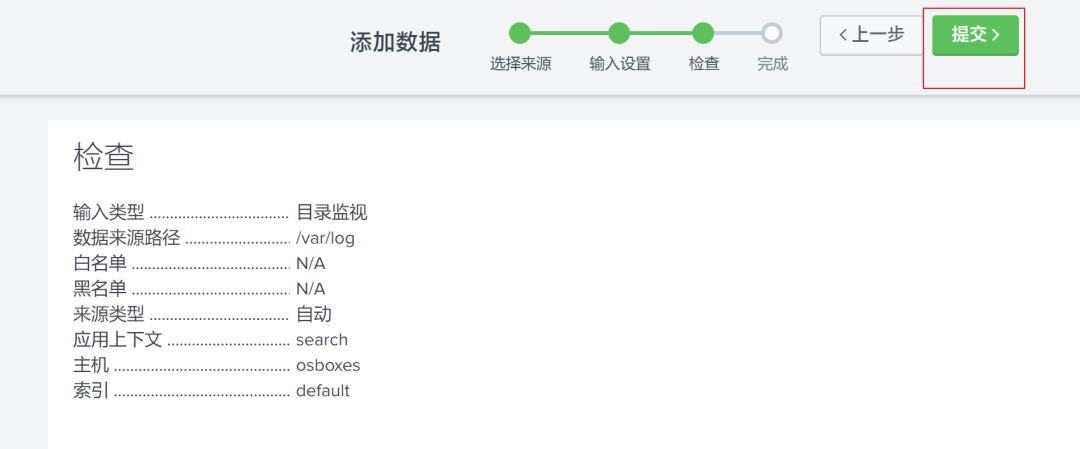 添加数据
选择来源
输入设置
检查
完成
上一步
提交
检查
输入类型 .................................. 目录监视
数据来源路径 ......................... /var/log
白名单 ...................................... N/A
黑名单 ...................................... N/A
来源类型 .................................. 自动
应用上下文 .............................. search
主机 ........................................... osboxes
索引 ........................................... default